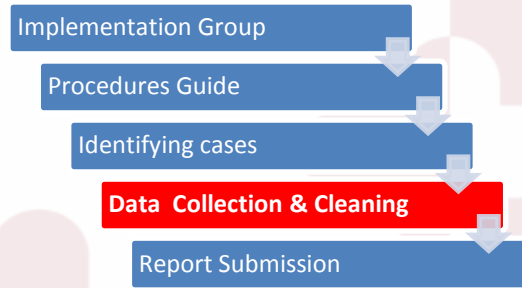 Implementation Group
Procedures Guide
Identifying cases
Data Collection & Cleaning
Report Submission